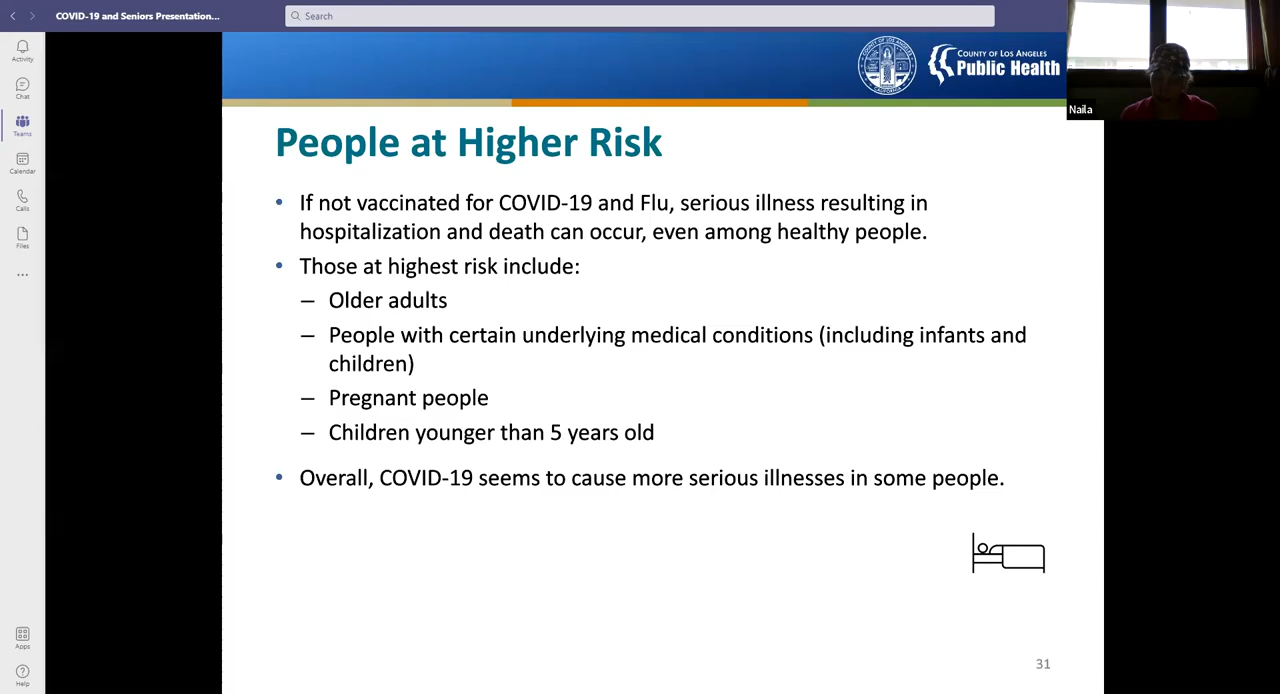 COVID-19 and Seniors Presentation...
Search
Activity
Chat
Teams
Calendar
Calls
Files
...
Apps
Help
COUNTY OF LOS ANGELES
Public Health
Naila
People at Higher Risk
• If not vaccinated for COVID-19 and Flu, serious illness resulting in
hospitalization and death can occur, even among healthy people.
• Those at highest risk include:
– Older adults
– People with certain underlying medical conditions (including infants and
children)
– Pregnant people
– Children younger than 5 years old
• Overall, COVID-19 seems to cause more serious illnesses in some people.
31